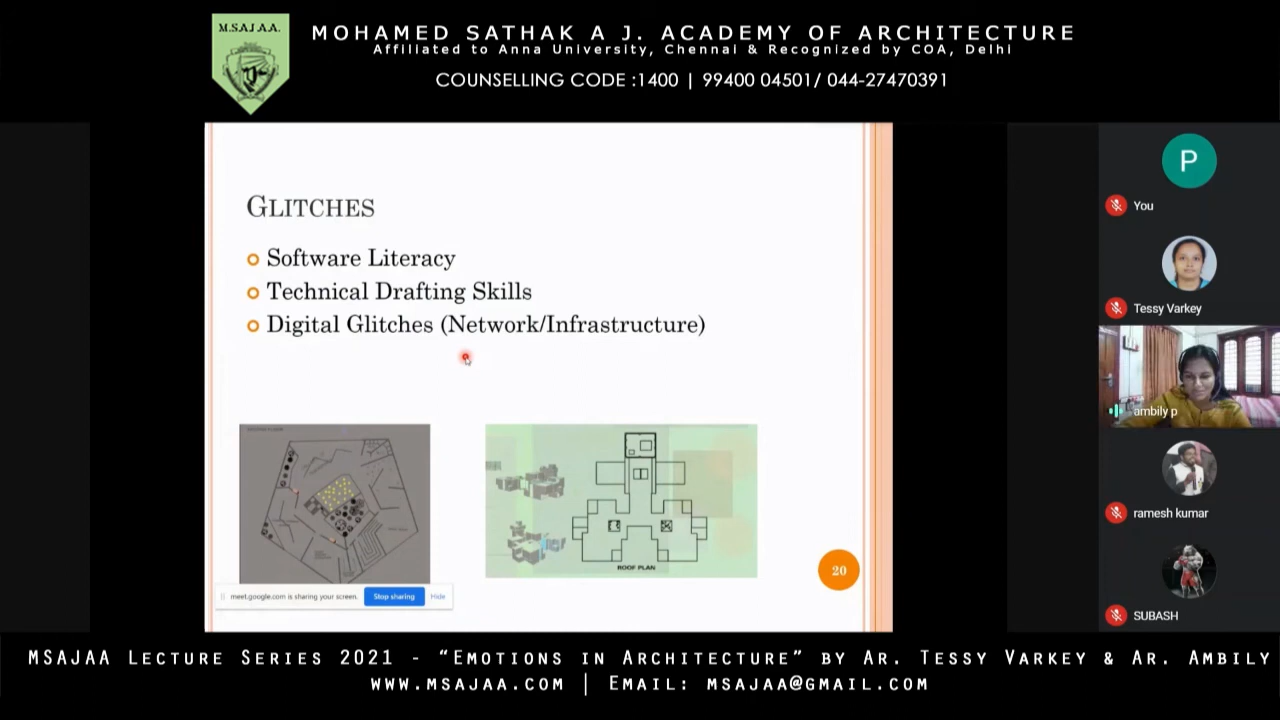 M.SAJAA.
MOHAMED SATHAK A J. ACADEMY OF ARCHITECTURE
Affiliated to Anna University, Chennai & Recognized by COA, Delhi
COUNSELLING CODE :1400 | 99400 04501/ 044-27470391
GLITCHES
Software Literacy
Technical Drafting Skills
Digital Glitches (Network/Infrastructure)
ROOF PLAN
20
meet.google.com is sharing your screen.
Stop sharing
Hide
P
You
Tessy Varkey
ambily p
ramesh kumar
SUBASH
MSAJAA LECTURE SERIES 2021 - “EMOTIONS IN ARCHITECTURE” BY AR. TESSY VARKEY & AR. AMBILY
WWW.MSAJAA.COM | EMAIL: MSAJAA@GMAIL.COM